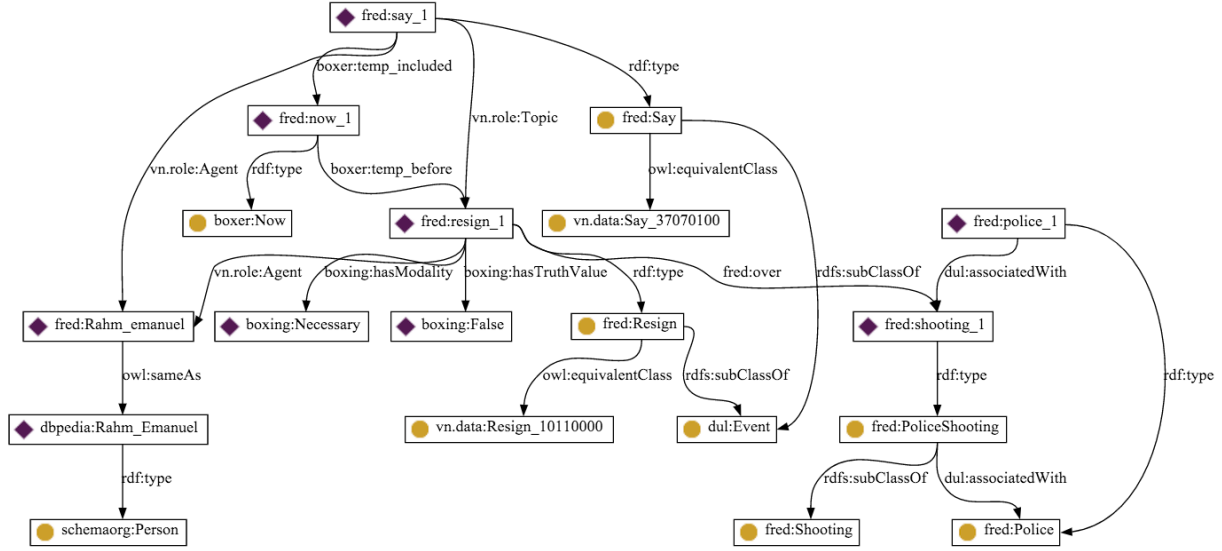 fred:say_1
boxer:temp_included
rdf:type
fred:now_1
vn.role:Topic
fred:Say
vn.role:Agent
rdf:type
boxer:temp_before
owl:equivalentClass
boxer:Now
fred:resign_1
vn.data:Say_37070100
fred:police_1
vn.role:Agent
boxing:hasModality
boxing:hasTruthValue
rdf:type
fred:over
rdfs:subClassOf
dul:associatedWith
fred:Rahm_emanuel
boxing:Necessary
boxing:False
fred:Resign
fred:shooting_1
owl:sameAs
owl:equivalentClass
rdfs:subClassOf
rdf:type
rdf:type
dbpedia:Rahm_Emanuel
vn.data:Resign_10110000
dul:Event
fred:PoliceShooting
rdf:type
rdfs:subClassOf
dul:associatedWith
schemaorg:Person
fred:Shooting
fred:Police